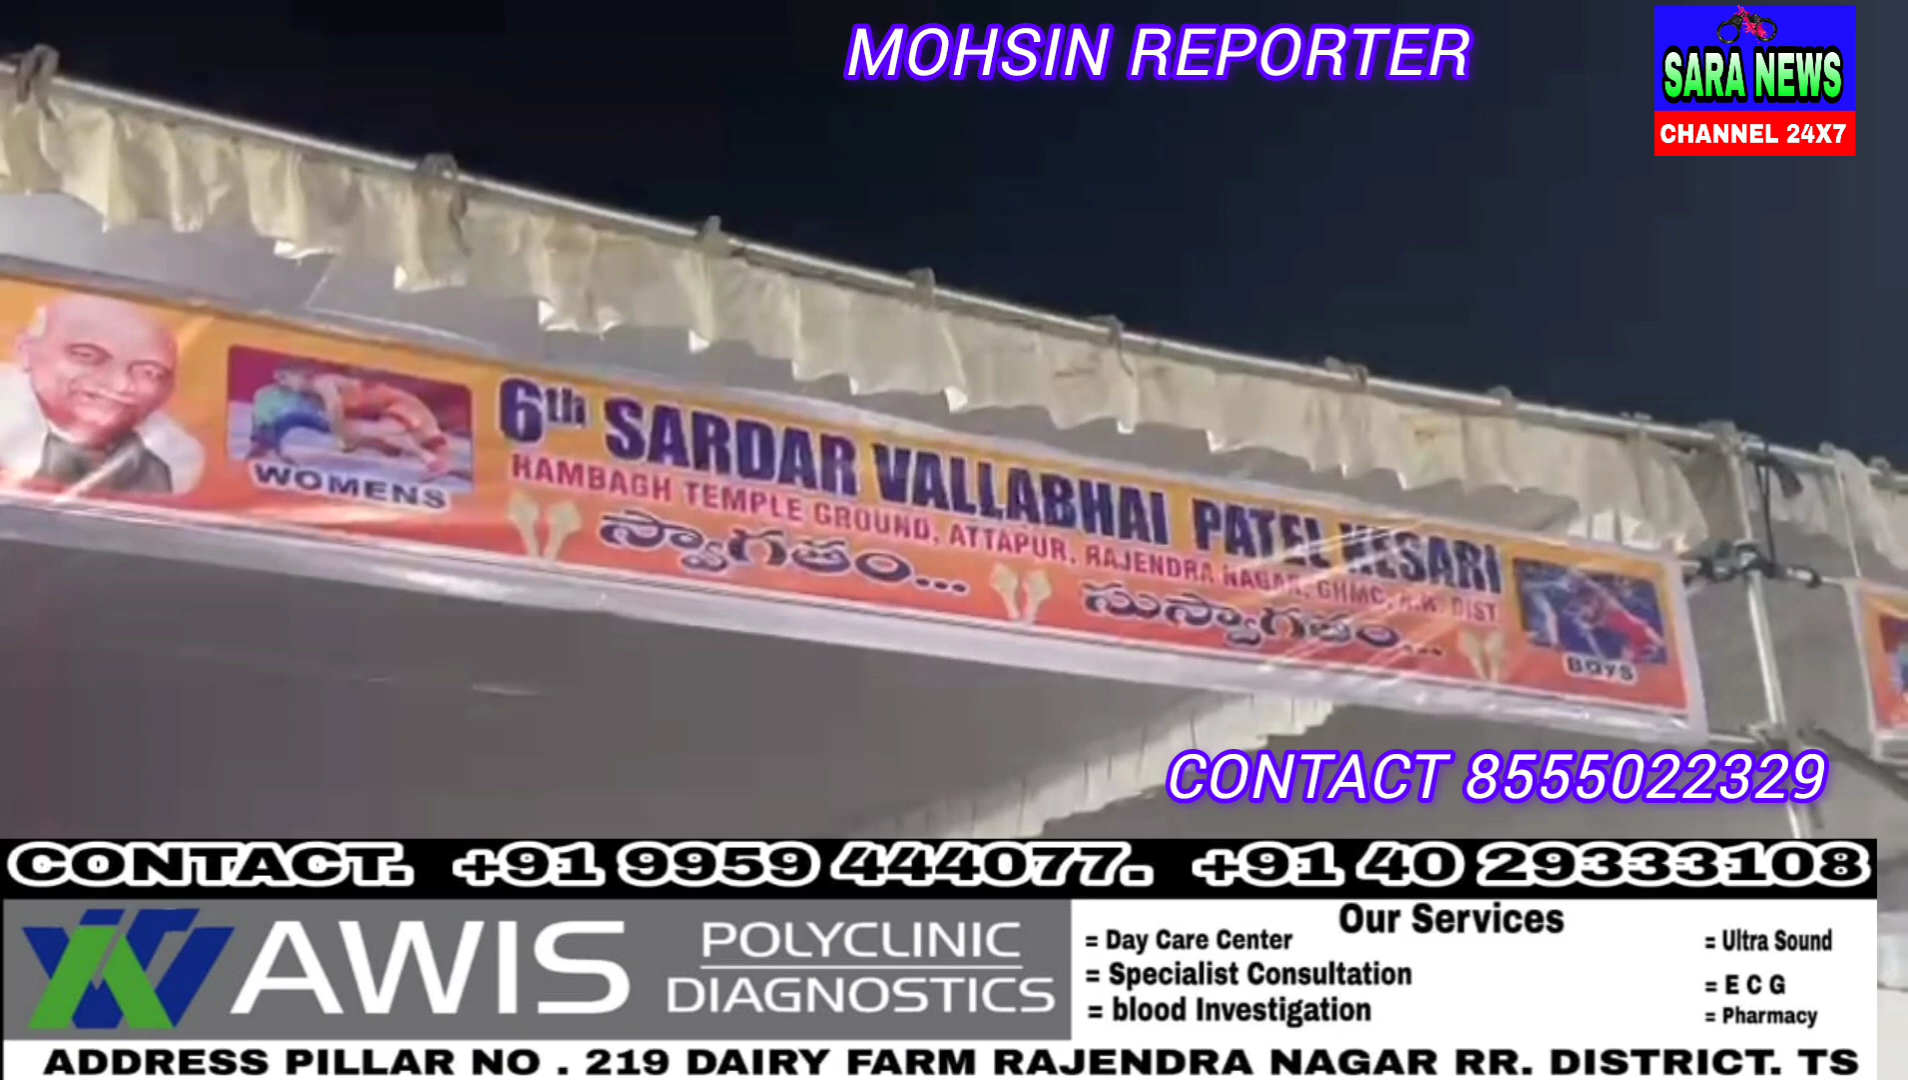 MOHSIN REPORTER
SARA NEWS
CHANNEL 24X7
6th SARDAR VALLABHAI PATEL KESARI
RAMBAGH TEMPLE GROUND, ATTAPUR, RAJENDRA NAGAR, GHMC, R.R. DIST
స్వాగతం... సుస్వాగతం...
WOMENS
BOYS
CONTACT 8555022329
CONTACT. +91 9959 444077. +91 40 29333108
AWIS
POLYCLINIC
DIAGNOSTICS
Our Services
= Day Care Center
= Specialist Consultation
= blood Investigation
= Ultra Sound
= E C G
= Pharmacy
ADDRESS PILLAR NO . 219 DAIRY FARM RAJENDRA NAGAR RR. DISTRICT. TS